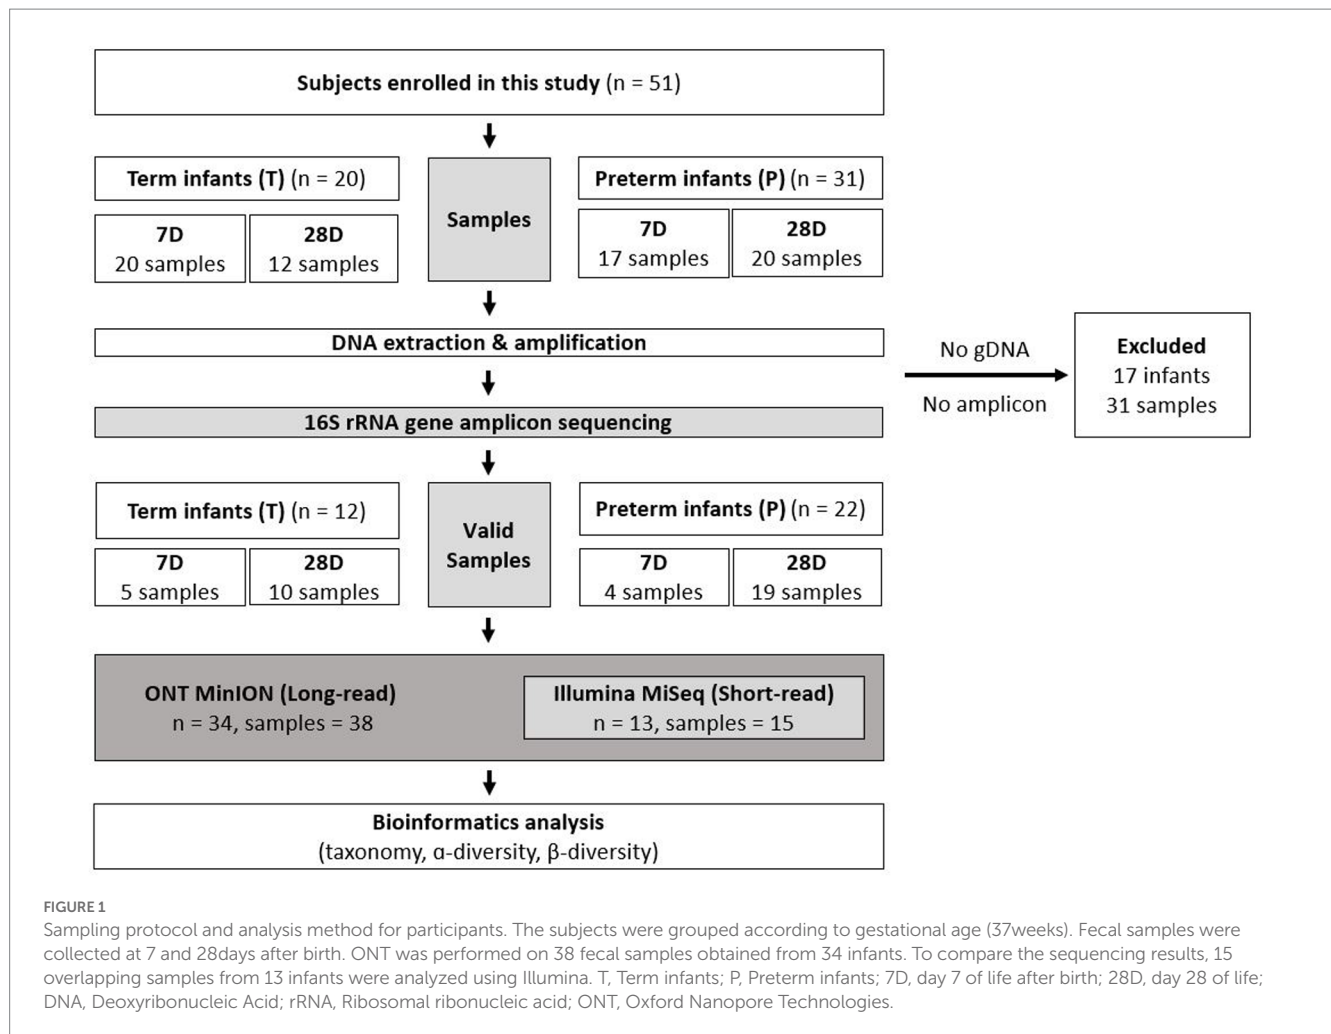 Subjects enrolled in this study (n = 51)
Term infants (T) (n = 20)
7D
20 samples
28D
12 samples
Samples
Preterm infants (P) (n = 31)
7D
17 samples
28D
20 samples
DNA extraction & amplification
No gDNA
No amplicon
Excluded
17 infants
31 samples
16S rRNA gene amplicon sequencing
Term infants (T) (n = 12)
7D
5 samples
28D
10 samples
Valid
Samples
Preterm infants (P) (n = 22)
7D
4 samples
28D
19 samples
ONT MinION (Long-read)
n = 34, samples = 38
Illumina MiSeq (Short-read)
n = 13, samples = 15
Bioinformatics analysis
(taxonomy, α-diversity, β-diversity)
FIGURE 1
Sampling protocol and analysis method for participants. The subjects were grouped according to gestational age (37weeks). Fecal samples were
collected at 7 and 28days after birth. ONT was performed on 38 fecal samples obtained from 34 infants. To compare the sequencing results, 15
overlapping samples from 13 infants were analyzed using Illumina. T, Term infants; P, Preterm infants; 7D, day 7 of life after birth; 28D, day 28 of life;
DNA, Deoxyribonucleic Acid; rRNA, Ribosomal ribonucleic acid; ONT, Oxford Nanopore Technologies.